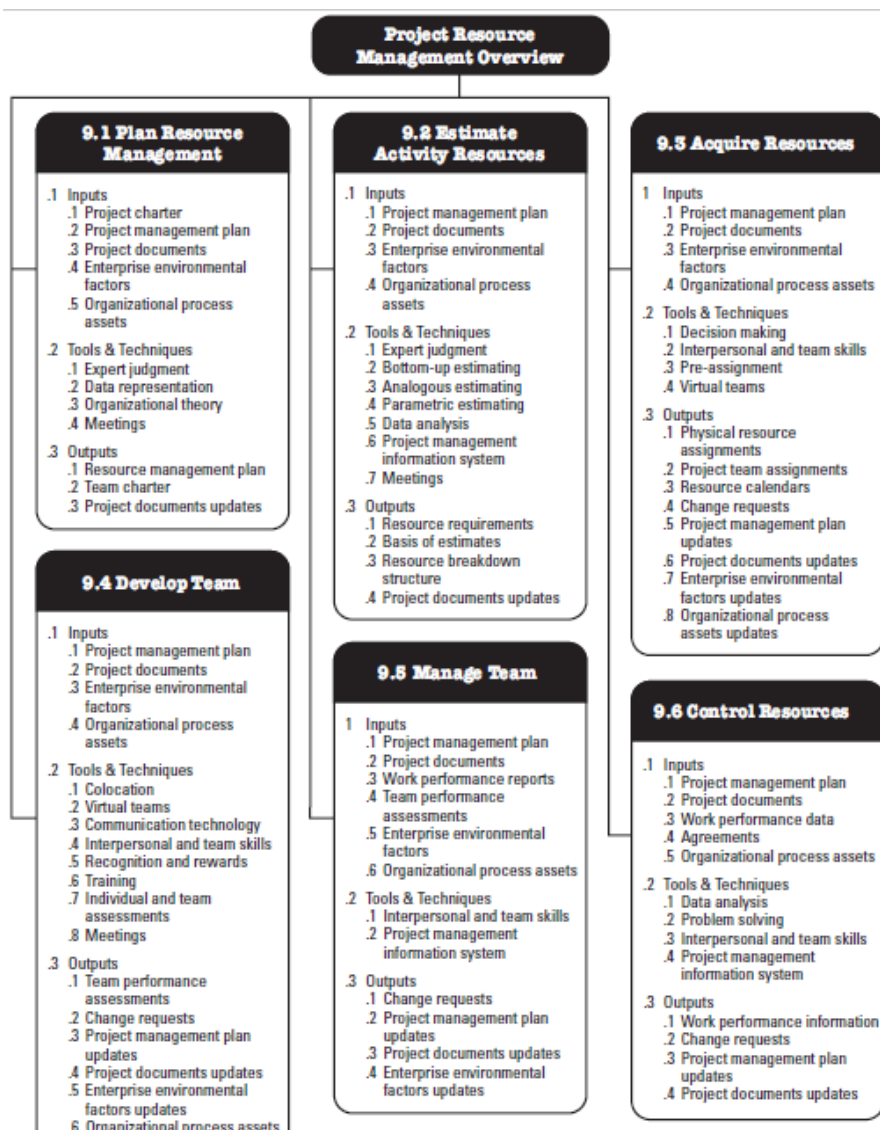 Project Resource
Management Overview
9.1 Plan Resource
Management
.1 Inputs
.1 Project charter
.2 Project management plan
.3 Project documents
.4 Enterprise environmental
factors
.5 Organizational process
assets
.2 Tools & Techniques
.1 Expert judgment
.2 Data representation
.3 Organizational theory
.4 Meetings
.3 Outputs
.1 Resource management plan
.2 Team charter
.3 Project documents updates
9.2 Estimate
Activity Resources
.1 Inputs
.1 Project management plan
.2 Project documents
.3 Enterprise environmental
factors
.4 Organizational process
assets
.2 Tools & Techniques
.1 Expert judgment
.2 Bottom-up estimating
.3 Analogous estimating
.4 Parametric estimating
.5 Data analysis
.6 Project management
information system
.7 Meetings
.3 Outputs
.1 Resource requirements
.2 Basis of estimates
.3 Resource breakdown
structure
.4 Project documents updates
9.3 Acquire Resources
1 Inputs
.1 Project management plan
.2 Project documents
.3 Enterprise environmental
factors
.4 Organizational process assets
.2 Tools & Techniques
.1 Decision making
.2 Interpersonal and team skills
.3 Pre-assignment
.4 Virtual teams
.3 Outputs
.1 Physical resource
assignments
.2 Project team assignments
.3 Resource calendars
.4 Change requests
.5 Project management plan
updates
.6 Project documents updates
.7 Enterprise environmental
factors updates
.8 Organizational process
assets updates
9.4 Develop Team
.1 Inputs
.1 Project management plan
.2 Project documents
.3 Enterprise environmental
factors
.4 Organizational process
assets
.2 Tools & Techniques
.1 Colocation
.2 Virtual teams
.3 Communication technology
.4 Interpersonal and team skills
.5 Recognition and rewards
.6 Training
.7 Individual and team
assessments
.8 Meetings
.3 Outputs
.1 Team performance
assessments
.2 Change requests
.3 Project management plan
updates
.4 Project documents updates
.5 Enterprise environmental
factors updates
.6 Organizational process assets
9.5 Manage Team
1 Inputs
.1 Project management plan
.2 Project documents
.3 Work performance reports
.4 Team performance
assessments
.5 Enterprise environmental
factors
.6 Organizational process assets
.2 Tools & Techniques
.1 Interpersonal and team skills
.2 Project management
information system
.3 Outputs
.1 Change requests
.2 Project management plan
updates
.3 Project documents updates
.4 Enterprise environmental
factors updates
9.6 Control Resources
.1 Inputs
.1 Project management plan
.2 Project documents
.3 Work performance data
.4 Agreements
.5 Organizational process assets
.2 Tools & Techniques
.1 Data analysis
.2 Problem solving
.3 Interpersonal and team skills
.4 Project management
information system
.3 Outputs
.1 Work performance information
.2 Change requests
.3 Project management plan
updates
.4 Project documents updates